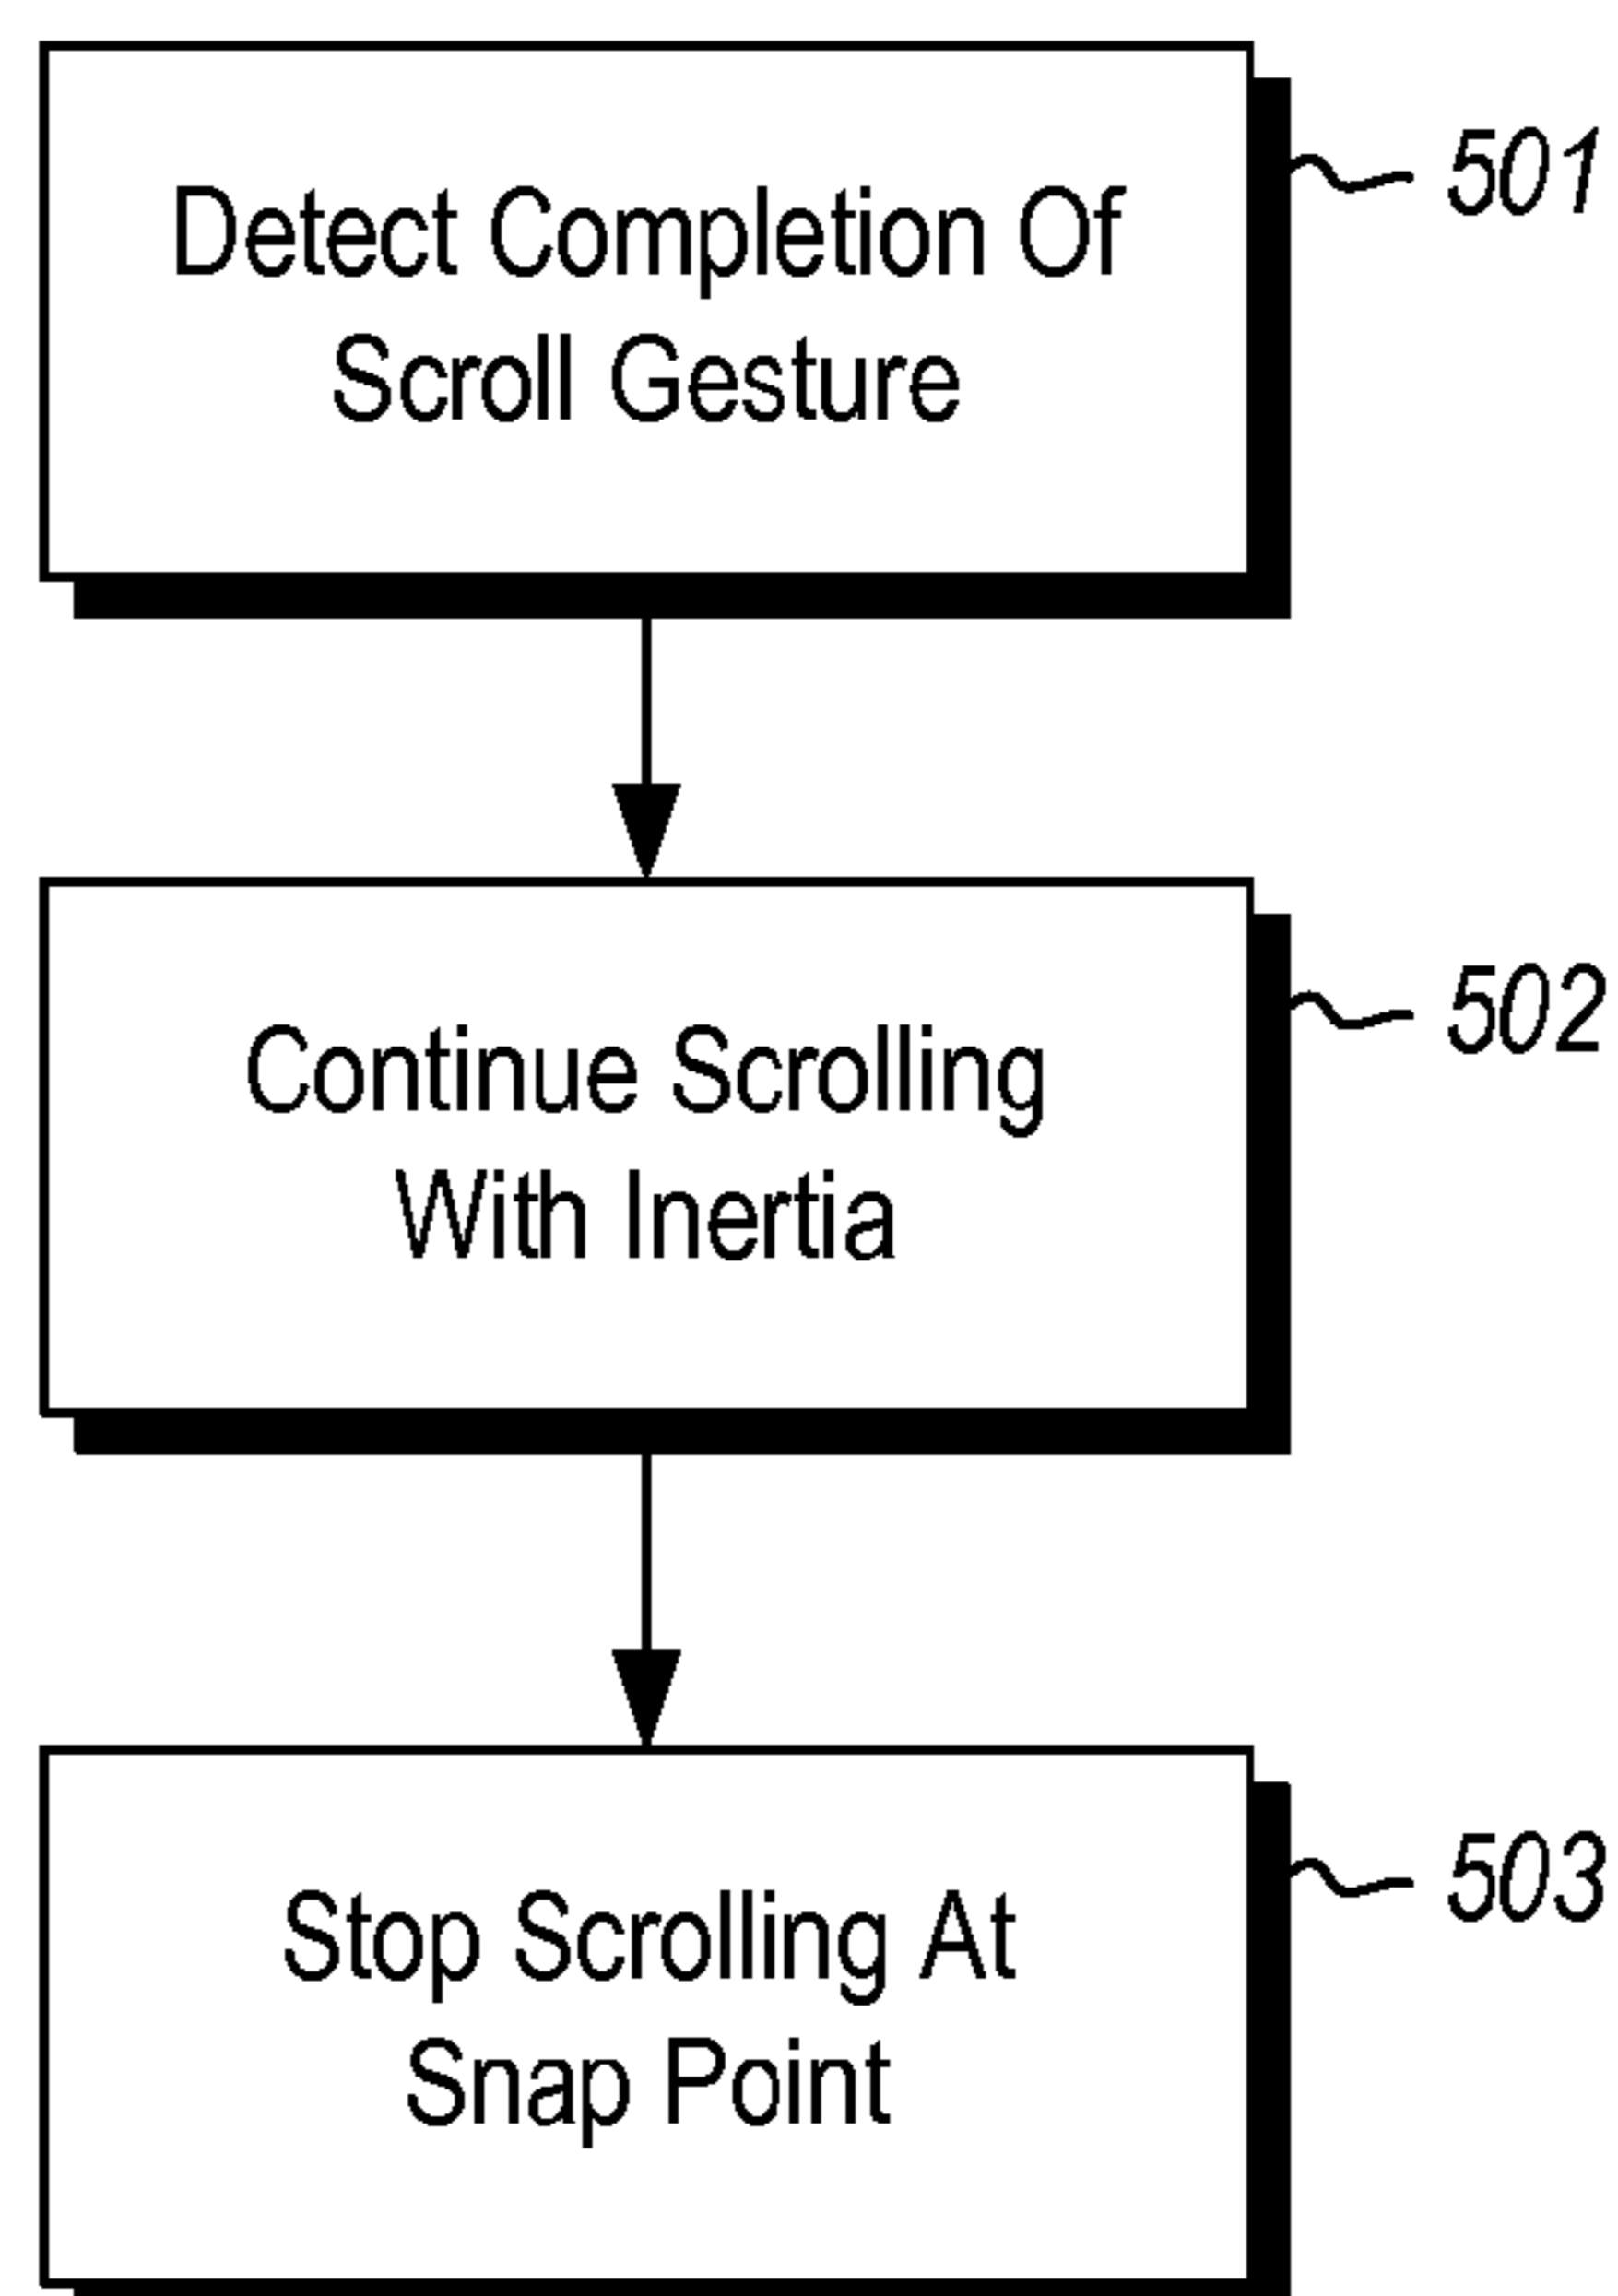 Detect Completion Of
Scroll Gesture
501
Continue Scrolling
With Inertia
502
Stop Scrolling At
Snap Point
503